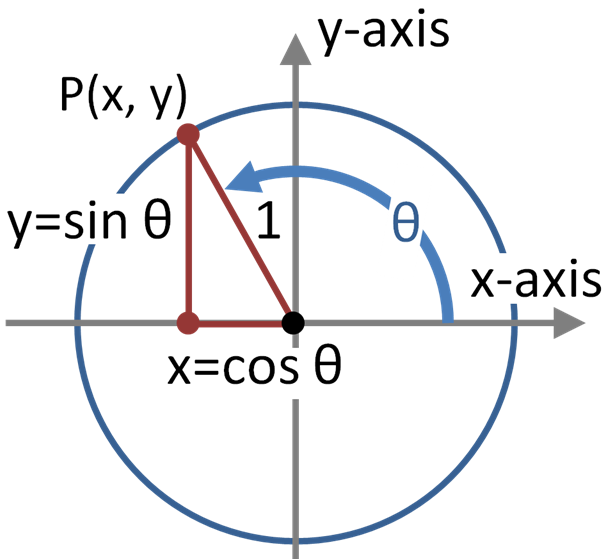 y-axis
P(x, y)
y=sin θ
1
θ
x-axis
x=cos θ